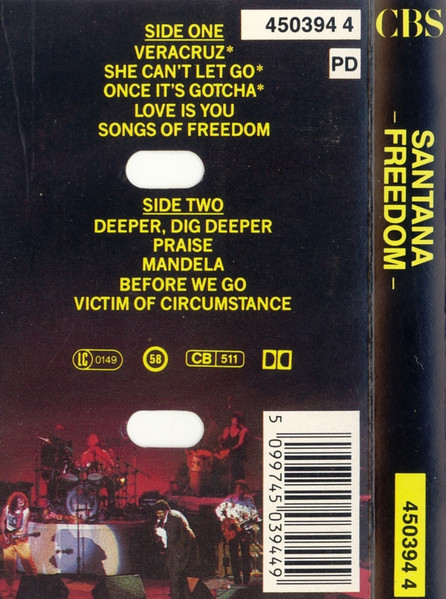 SIDE ONE
VERACRUZ*
SHE CAN'T LET GO*
ONCE IT'S GOTCHA*
LOVE IS YOU
SONGS OF FREEDOM
450394 4
PD
SIDE TWO
DEEPER, DIG DEEPER
PRAISE
MANDELA
BEFORE WE GO
VICTIM OF CIRCUMSTANCE
LC 0149
58
CB 511
5 099745 039449
CBS
SANTANA
- FREEDOM -
450394 4